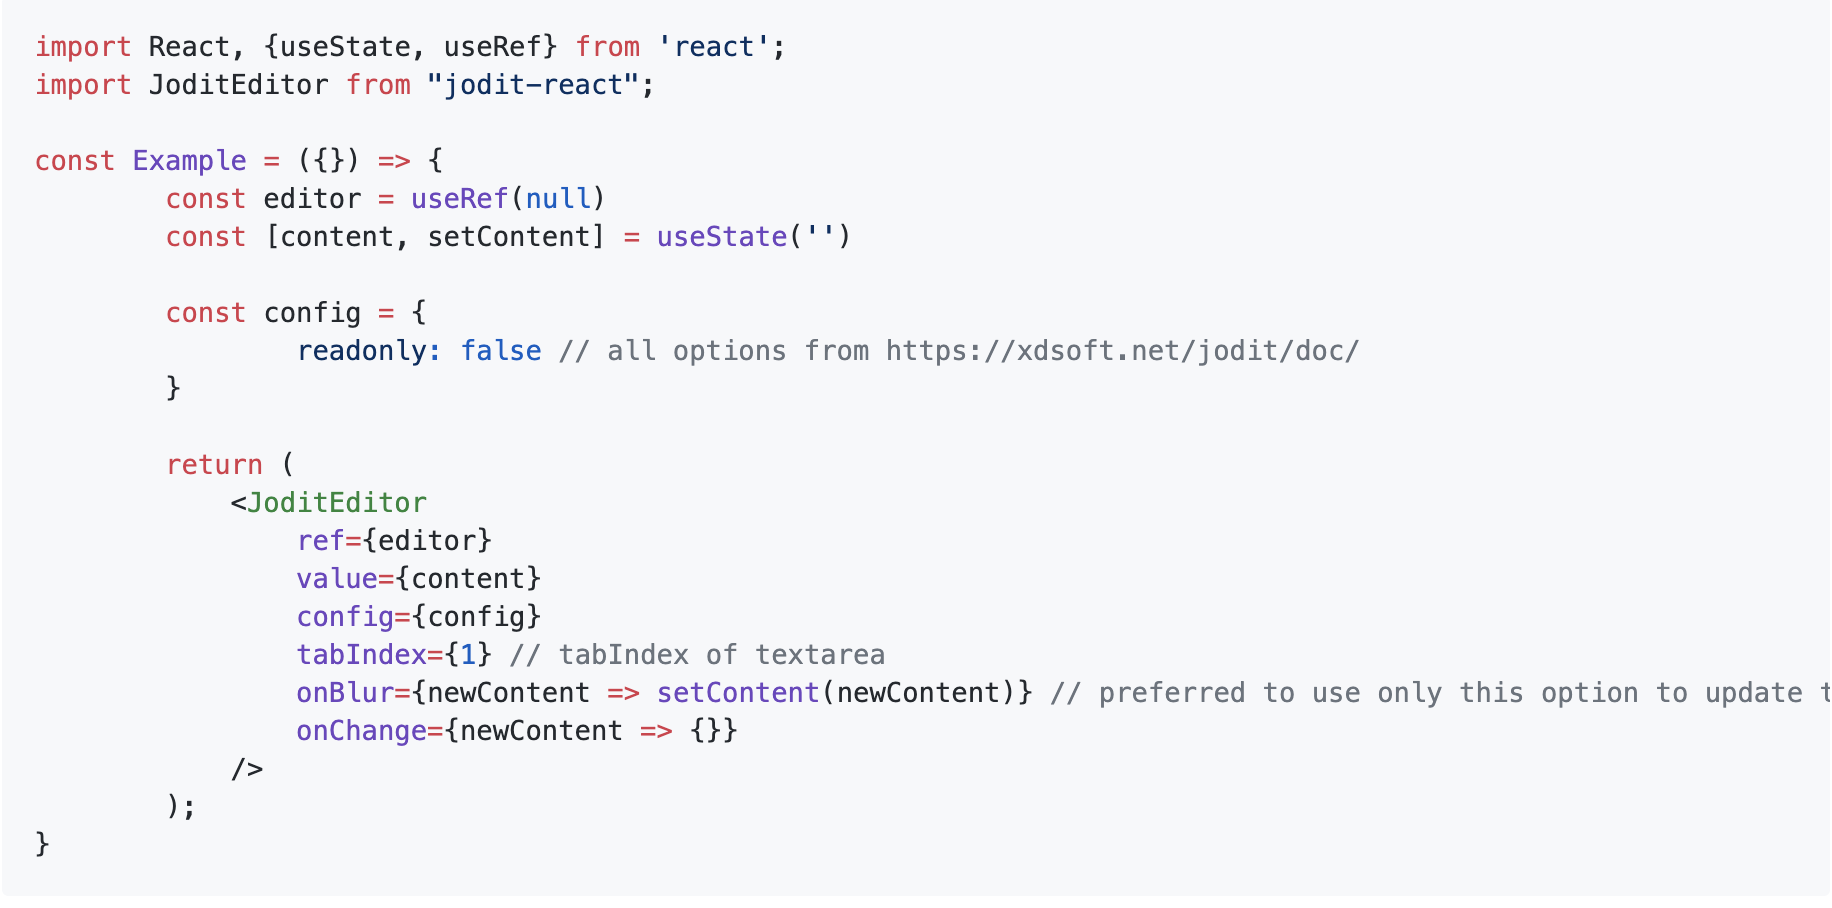 import React, {useState, useRef} from 'react';
import JoditEditor from "jodit-react";
const Example = ({}) => {
const editor = useRef(null)
const [content, setContent] = useState('')
const config = {
readonly: false // all options from https://xdsoft.net/jodit/doc/
}
return (
<JoditEditor
ref={editor}
value={content}
config={config}
tabIndex={1} // tabIndex of textarea
onBlur={newContent => setContent(newContent)} // preferred to use only this option to update
onChange={newContent => {}}
/>
);
}